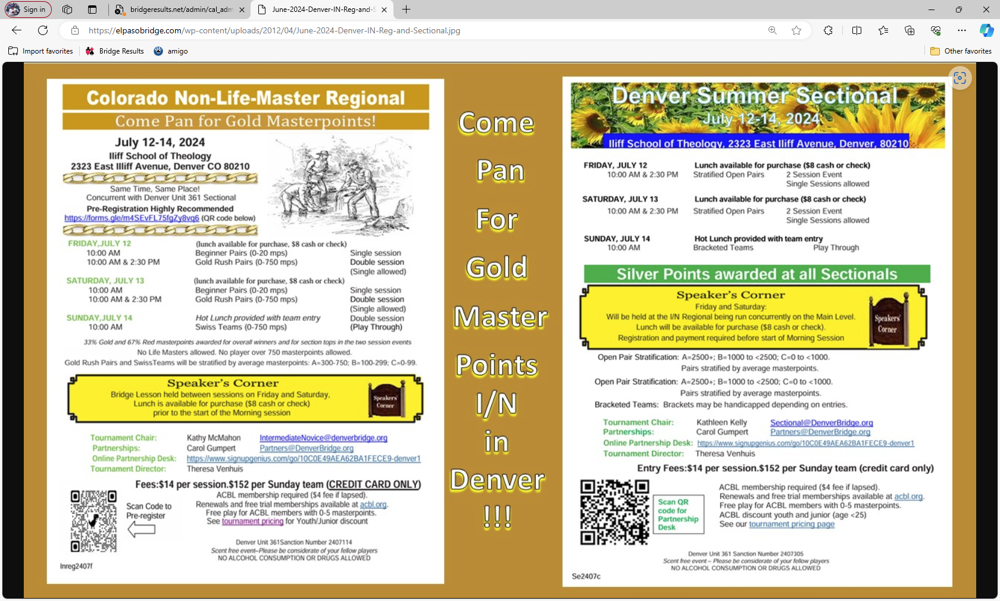 Sign in
bridgeresults.net/admin/cal_adm
June-2024-Denver-IN-Reg-and-S
https://elpasobridge.com/wp-content/uploads/2012/04/June-2024-Denver-IN-Reg-and-Sectional.jpg
Import favorites
Bridge Results
amigo
Other favorites
Colorado Non-Life-Master Regional
Come Pan for Gold Masterpoints!
July 12-14, 2024
Iliff School of Theology
2323 East Illiff Avenue, Denver CO 80210
Same Time, Same Place!
Concurrent with Denver Unit 361 Sectional
Pre-Registration Highly Recommended
https://forms.gle/m4SEvFL75fgZy8vq6 (QR code below)
FRIDAY,JULY 12 (lunch available for purchase, $8 cash or check)
10:00 AM Beginner Pairs (0-20 mps) Single session
10:00 AM & 2:30 PM Gold Rush Pairs (0-750 mps) Double session
(Single allowed)
SATURDAY, JULY 13 (lunch available for purchase, $8 cash or check)
10:00 AM Beginner Pairs (0-20 mps) Single session
10:00 AM & 2:30 PM Gold Rush Pairs (0-750 mps) Double session
(Single allowed)
SUNDAY,JULY 14 Hot Lunch provided with team entry Double session
10:00 AM Swiss Teams (0-750 mps) (Play Through)
33% Gold and 67% Red masterpoints awarded for overall winners and for section tops in the two session events
No Life Masters allowed. No player over 750 masterpoints allowed.
Gold Rush Pairs and SwissTeams will be stratified by average masterpoints: A=300-750; B=100-299; C=0-99.
Speaker's Corner
Bridge Lesson held between sessions on Friday and Saturday,
Lunch is available for purchase ($8 cash or check)
prior to the start of the Morning session
Speakers'
Corner
Tournament Chair: Kathy McMahon IntermediateNovice@denverbridge.org
Partnerships: Carol Gumpert Partners@DenverBridge.org
Online Partnership Desk: https://www.signupgenius.com/go/10C0E49AEA62BA1FECE9-denver1
Tournament Director: Theresa Venhuis
Fees:$14 per session.$152 per Sunday team (CREDIT CARD ONLY)
ACBL membership required ($4 fee if lapsed).
Renewals and free trial memberships available at acbl.org.
Free play for ACBL members with 0-5 masterpoints.
See tournament pricing for Youth/Junior discount
Scan Code to
Pre-register
Denver Unit 361Sanction Number 2407114
Scent free event–Please be considerate of your fellow players
NO ALCOHOL CONSUMPTION OR DRUGS ALLOWED
Inreg2407f
Come
Pan
For
Gold
Master
Points
I/N
in
Denver
!!!
Denver Summer Sectional
July 12-14, 2024
Iliff School of Theology, 2323 East Iliff Avenue, Denver, 80210
FRIDAY, JULY 12 Lunch available for purchase ($8 cash or check)
10:00 AM & 2:30 PM Stratified Open Pairs 2 Session Event
Single Sessions allowed
SATURDAY, JULY 13 Lunch available for purchase ($8 cash or check)
10:00 AM & 2:30 PM Stratified Open Pairs 2 Session Event
Single Sessions allowed
SUNDAY, JULY 14 Hot Lunch provided with team entry
10:00 AM Bracketed Teams Play Through
Silver Points awarded at all Sectionals
Speaker's Corner
Friday and Saturday:
Will be held at the I/N Regional being run concurrently on the Main Level.
Lunch will be available for purchase ($8 cash or check).
Registration and payment required before start of Morning Session
Speakers'
Corner
Open Pair Stratification: A=2500+; B=1000 to <2500; C=0 to <1000.
Pairs stratified by average masterpoints.
Open Pair Stratification: A=2500+; B=1000 to <2500; C=0 to <1000.
Pairs stratified by average masterpoints.
Bracketed Teams: Brackets may be handicapped depending on entries.
Tournament Chair: Kathleen Kelly Sectional@DenverBridge.org
Partnerships: Carol Gumpert Partners@DenverBridge.org
Online Partnership Desk: https://www.signupgenius.com/go/10C0E49AEA62BA1FECE9-denver1
Tournament Director: Theresa Venhuis
Entry Fees:$14 per session.$152 per Sunday team (credit card only)
Scan QR
code for
Partnership
Desk
ACBL membership required ($4 fee if lapsed).
Renewals and free trial memberships available at acbl.org.
Free play for ACBL members with 0-5 masterpoints.
ACBL discount youth and junior (age <25)
See our tournament pricing page
Denver Unit 361 Sanction Number 2407305
Scent free event – Please be considerate of your fellow players
NO ALCOHOL CONSUMPTION OR DRUGS ALLOWED
Se2407c